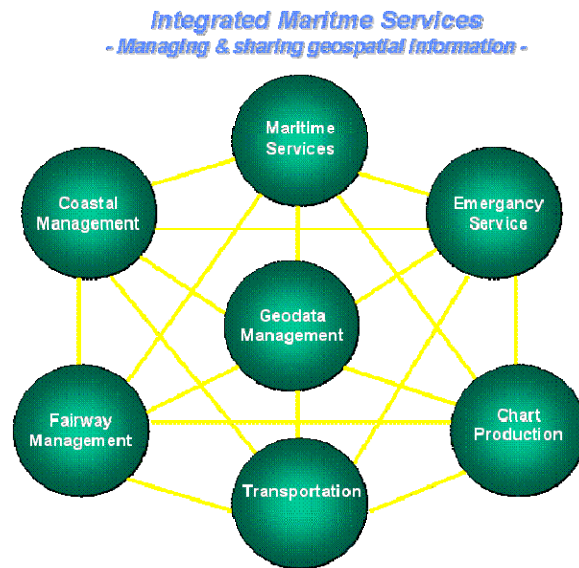 Integrated Maritme Services
- Managing & sharing geospatial information -
Maritime
Services
Coastal
Management
Emergancy
Service
Geodata
Management
Fairway
Management
Chart
Production
Transportation